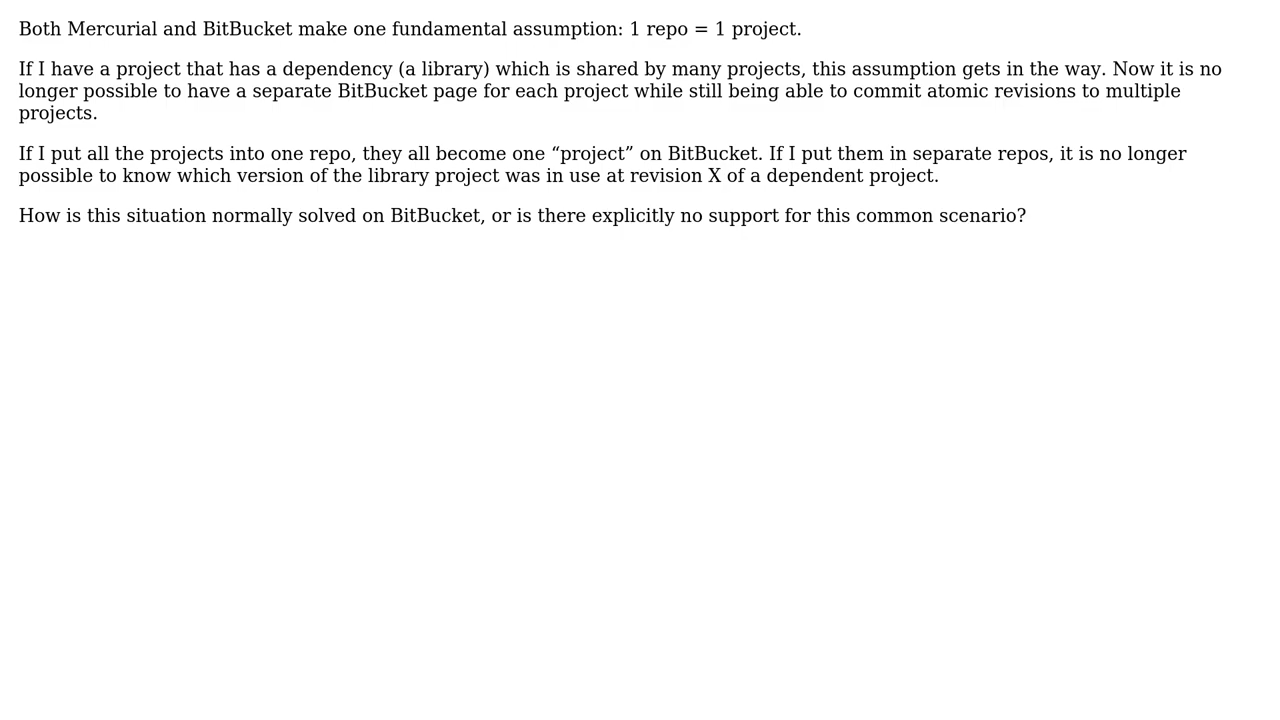 Both Mercurial and BitBucket make one fundamental assumption: 1 repo = 1 project.
If I have a project that has a dependency (a library) which is shared by many projects, this assumption gets in the way. Now it is no
longer possible to have a separate BitBucket page for each project while still being able to commit atomic revisions to multiple
projects.
If I put all the projects into one repo, they all become one “project” on BitBucket. If I put them in separate repos, it is no longer
possible to know which version of the library project was in use at revision X of a dependent project.
How is this situation normally solved on BitBucket, or is there explicitly no support for this common scenario?